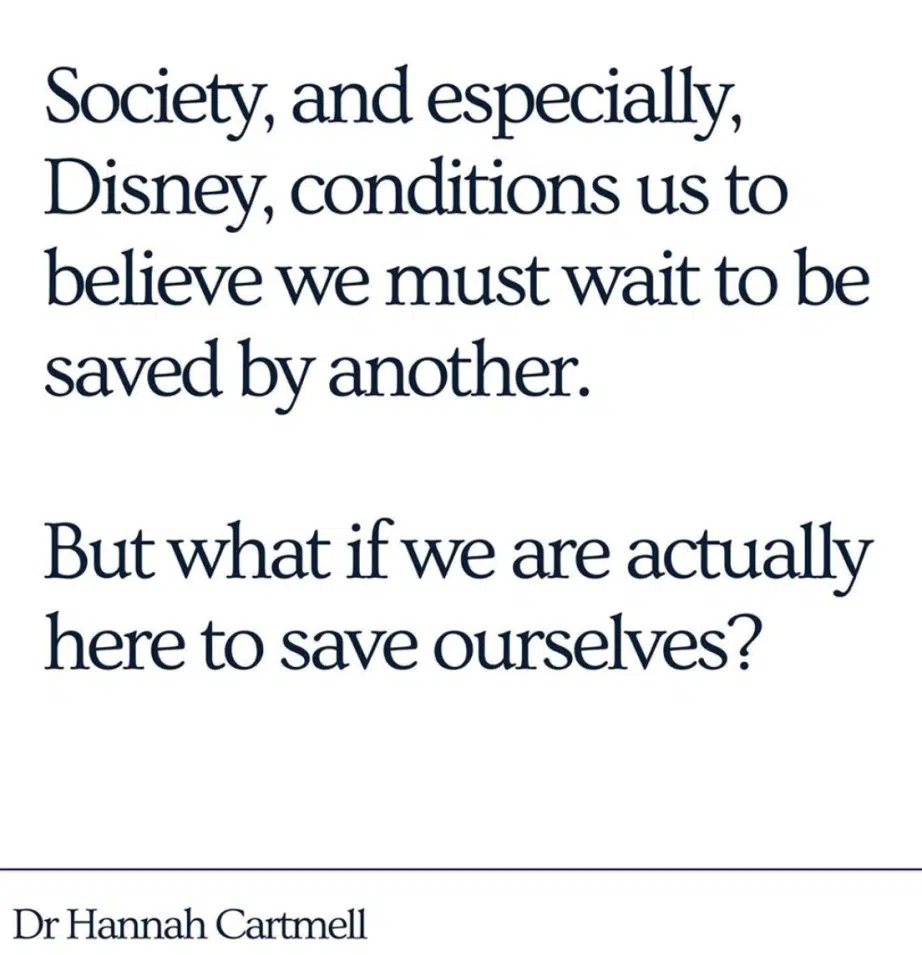 Society, and especially,
Disney, conditions us to
believe we must wait to be
saved by another.
But what if we are actually
here to save ourselves?
Dr Hannah Cartmell